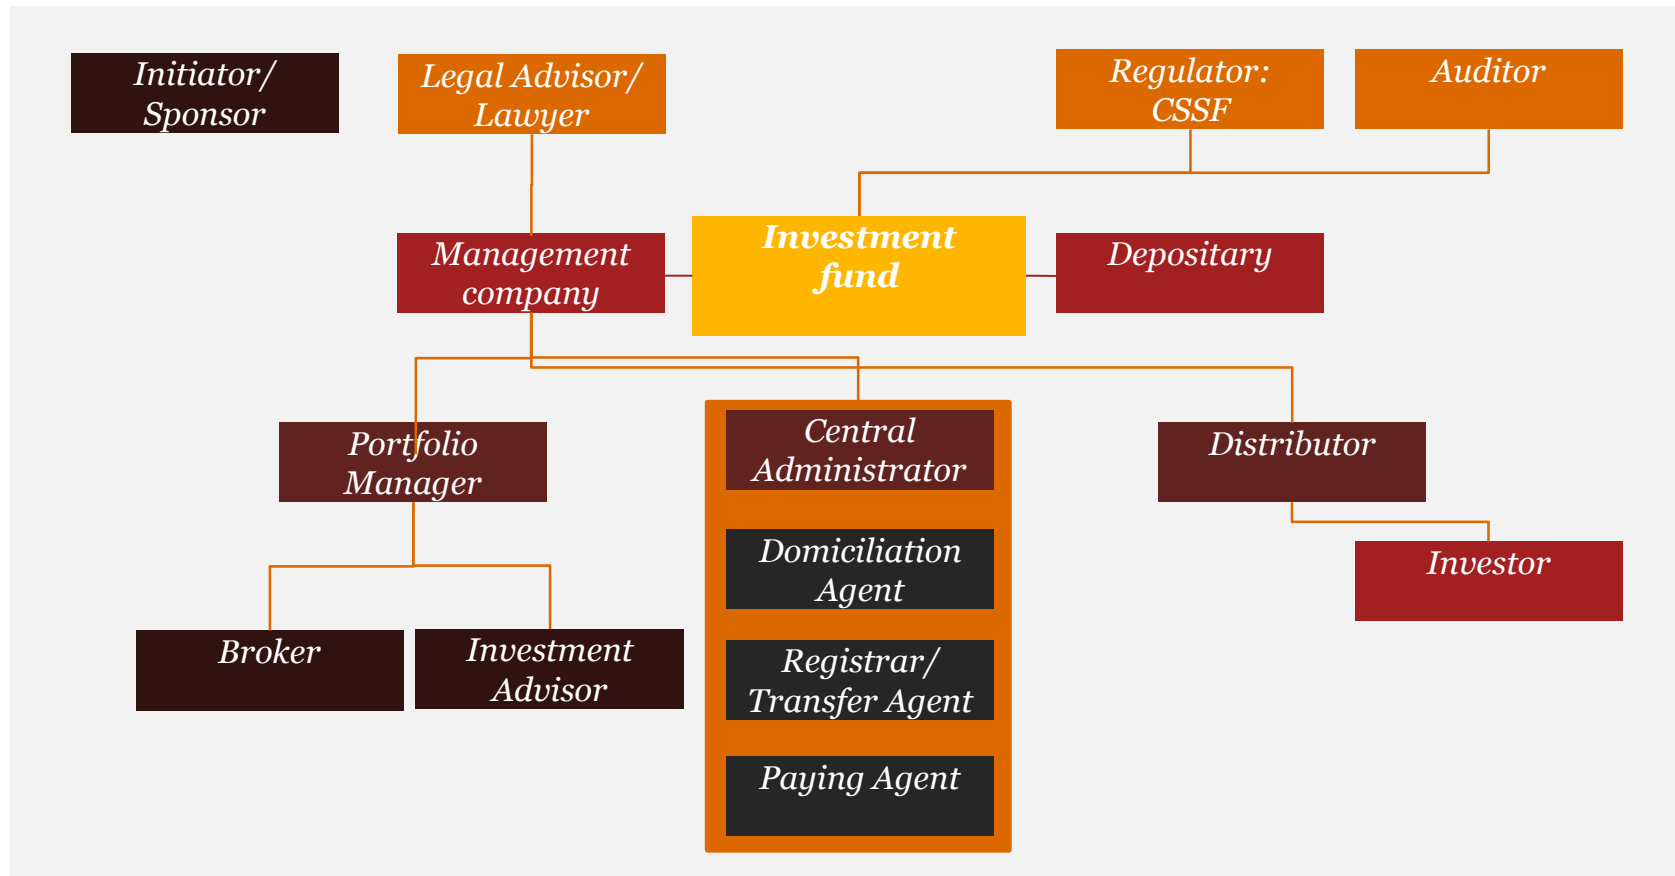 Initiator/
Sponsor
Legal Advisor/
Lawyer
Regulator:
CSSF
Auditor
Management
company
Investment
fund
Depositary
Portfolio
Manager
Central
Administrator
Distributor
Domiciliation
Agent
Investor
Broker
Investment
Advisor
Registrar/
Transfer Agent
Paying Agent